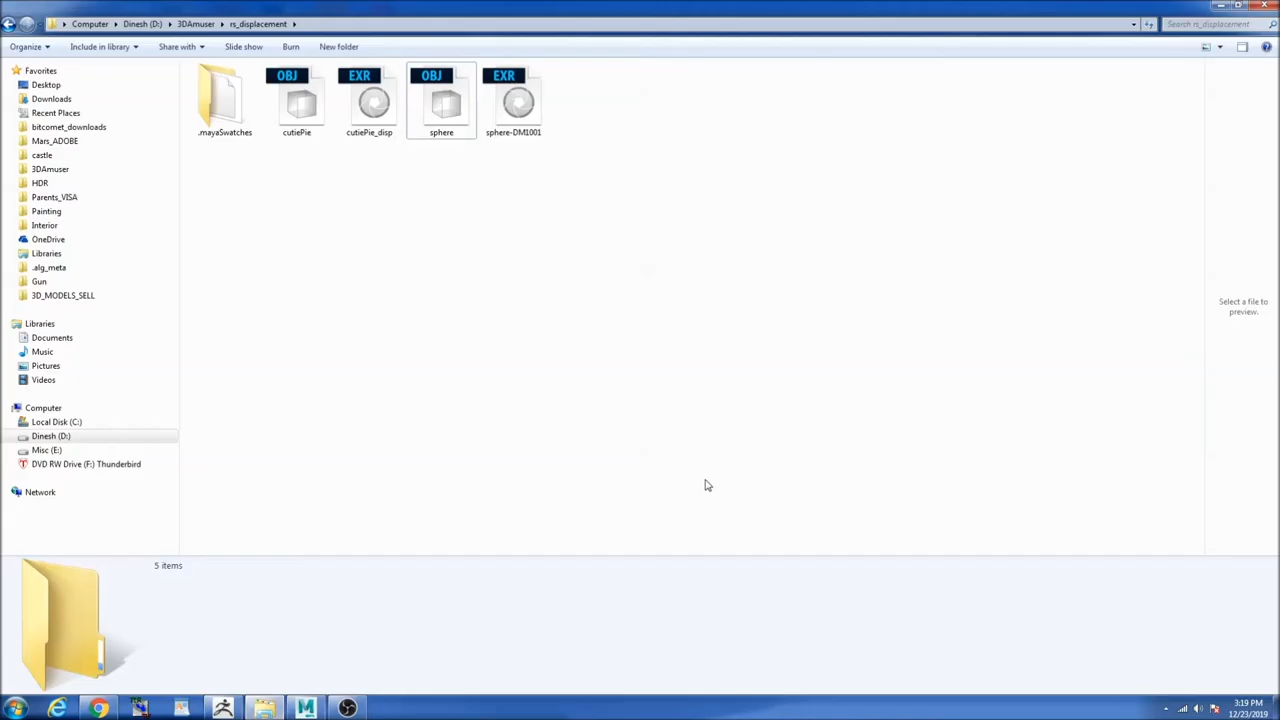 Computer ▸ Dinesh (D:) ▸ 3DAmuser ▸ rs_displacement ▸
Search rs_displacement
Organize ▾ Include in library ▾ Share with ▾ Slide show Burn New folder
Favorites
Desktop
Downloads
Recent Places
bitcomet_downloads
Mars_ADOBE
castle
3DAmuser
HDR
Parents_VISA
Painting
Interior
OneDrive
Libraries
.alg_meta
Gun
3D_MODELS_SELL
Libraries
Documents
Music
Pictures
Videos
Computer
Local Disk (C:)
Dinesh (D:)
Misc (E:)
DVD RW Drive (F:) Thunderbird
Network
OBJ EXR OBJ EXR
.mayaSwatches cutiePie cutiePie_disp sphere sphere-DM1001
Select a file to
preview.
5 items
3:19 PM
12/23/2019